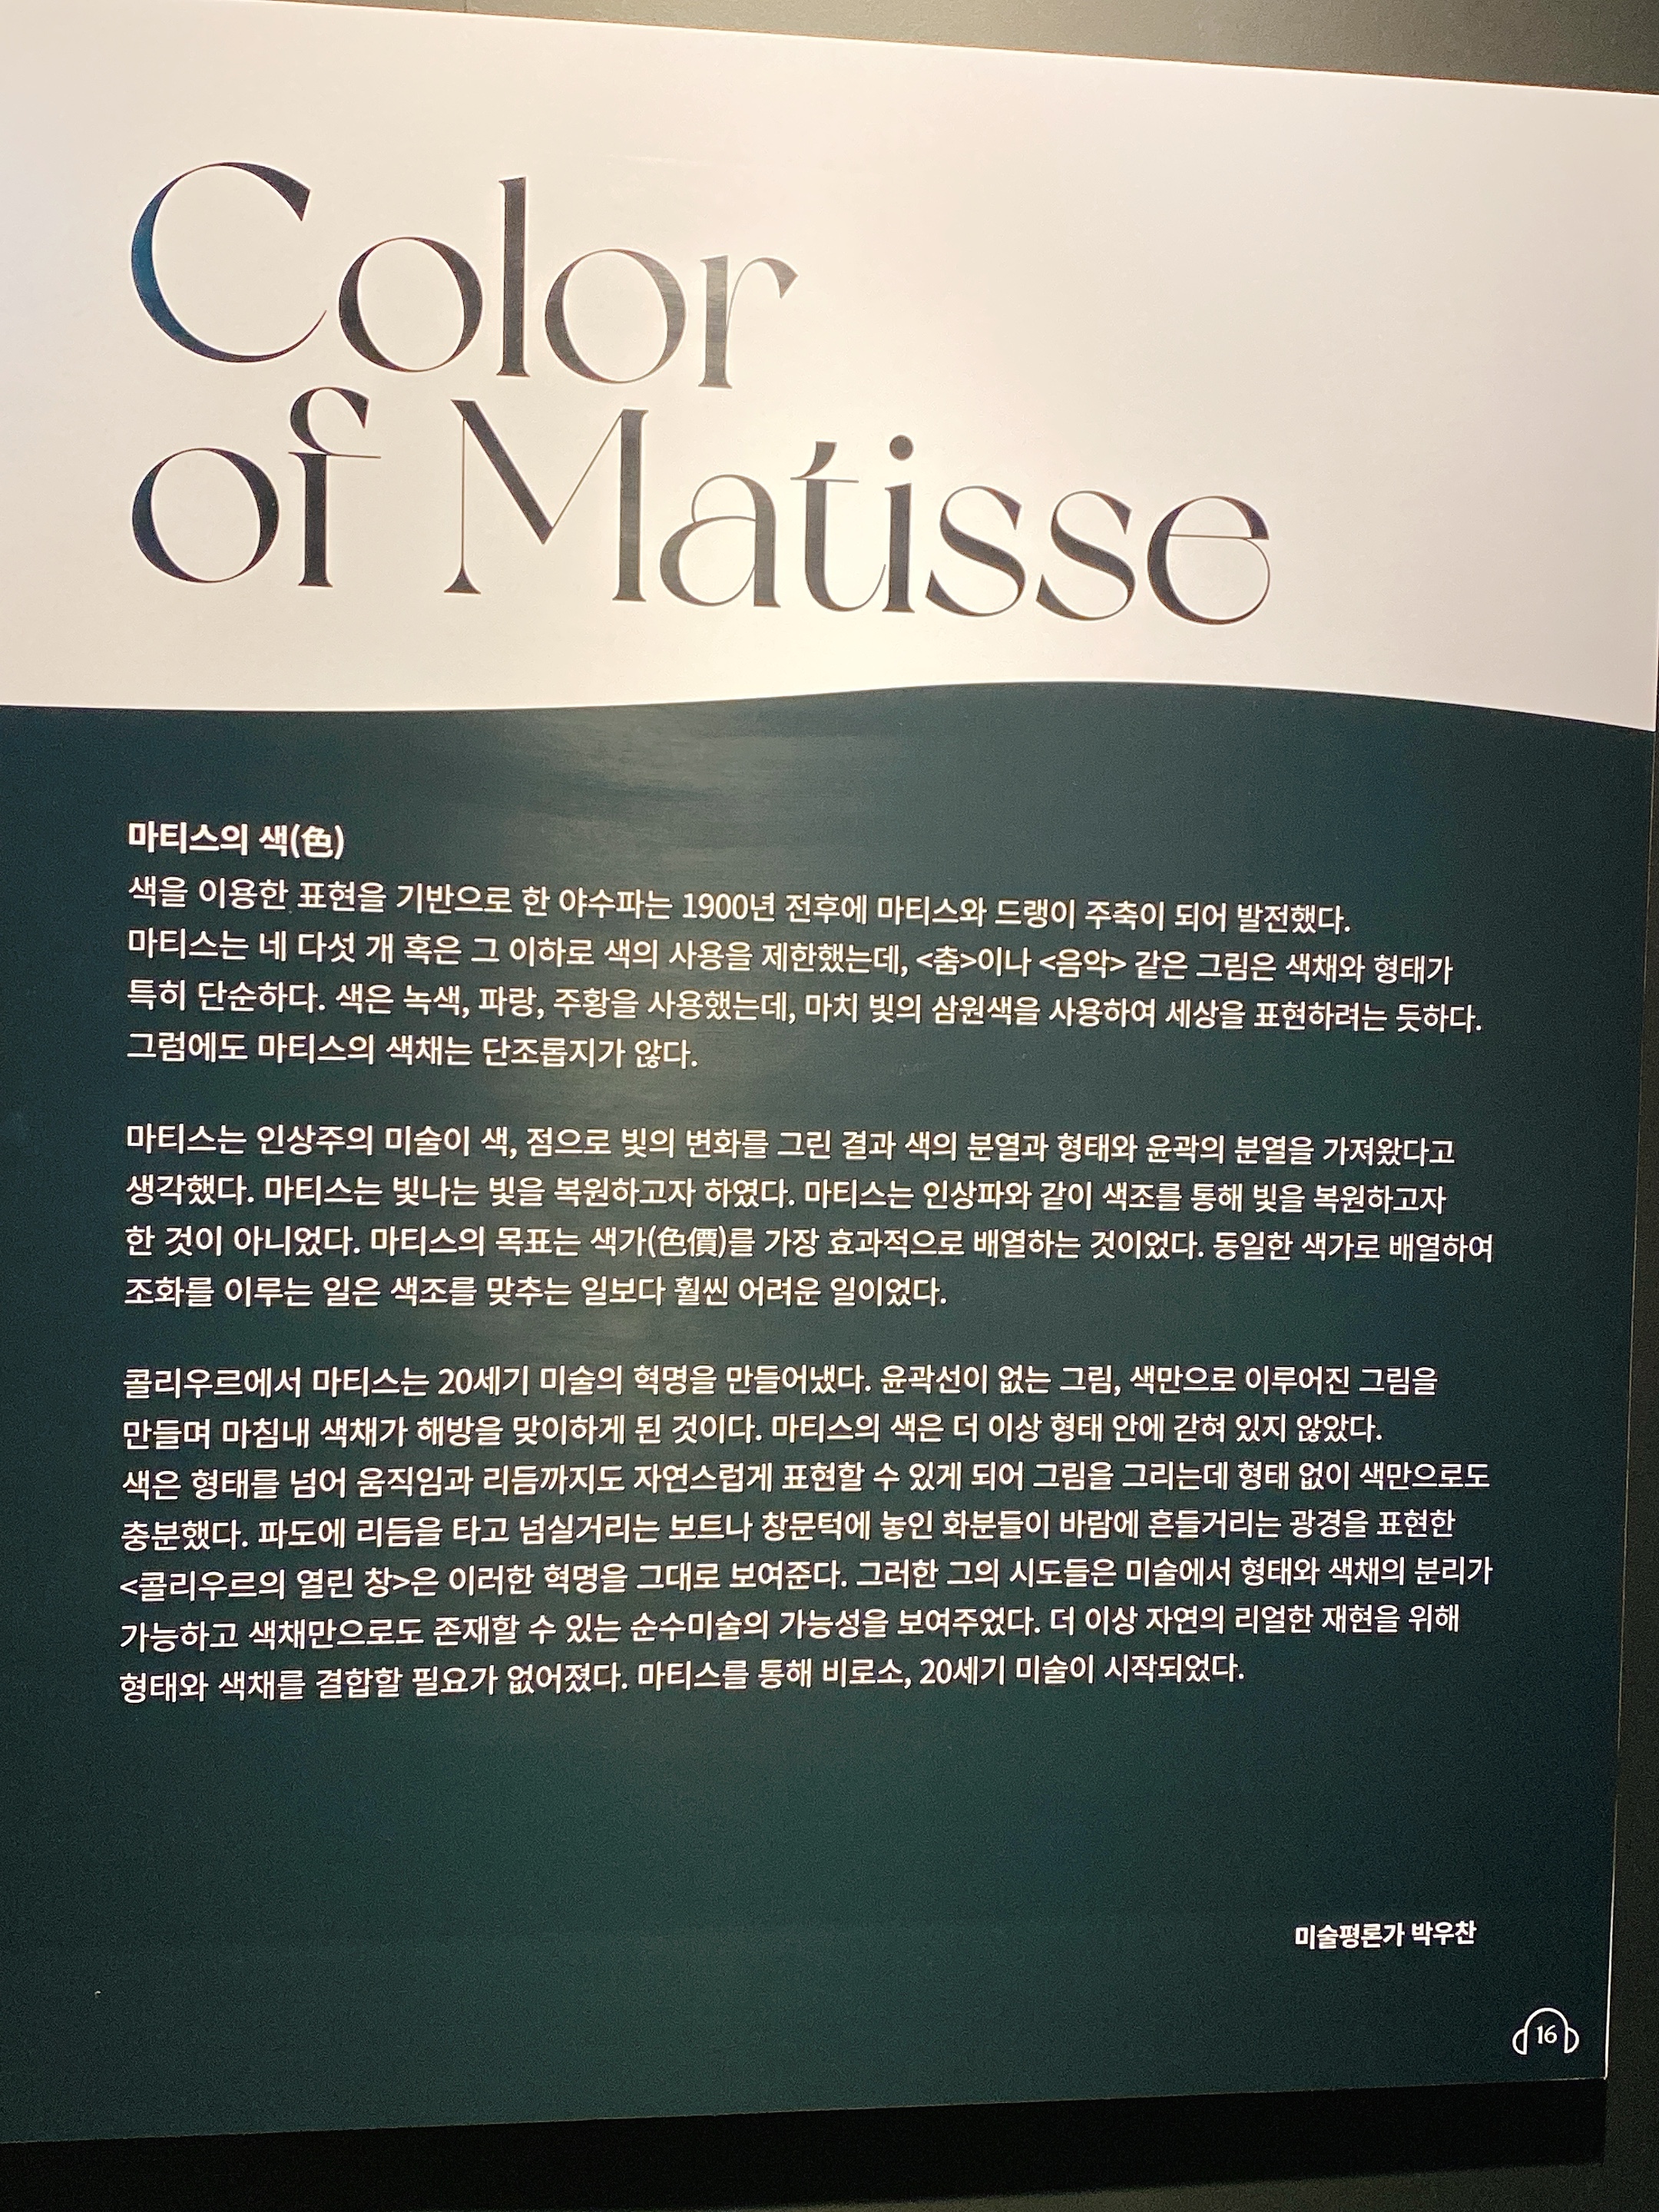 Color
of Matisse
마티스의 색(色)
색을 이용한 표현을 기반으로 한 야수파는 1900년 전후에 마티스와 드랭이 주축이 되어 발전했다.
마티스는 네 다섯 개 혹은 그 이하로 색의 사용을 제한했는데, <춤>이나 <음악> 같은 그림은 색채와 형태가
특히 단순하다. 색은 녹색, 파랑, 주황을 사용했는데, 마치 빛의 삼원색을 사용하여 세상을 표현하려는 듯하다.
그럼에도 마티스의 색채는 단조롭지가 않다.
마티스는 인상주의 미술이 색, 점으로 빛의 변화를 그린 결과 색의 분열과 형태와 윤곽의 분열을 가져왔다고
생각했다. 마티스는 빛나는 빛을 복원하고자 하였다. 마티스는 인상파와 같이 색조를 통해 빛을 복원하고자
한 것이 아니었다. 마티스의 목표는 색가(色價)를 가장 효과적으로 배열하는 것이었다. 동일한 색가로 배열하여
조화를 이루는 일은 색조를 맞추는 일보다 훨씬 어려운 일이었다.
콜리우르에서 마티스는 20세기 미술의 혁명을 만들어냈다. 윤곽선이 없는 그림, 색만으로 이루어진 그림을
만들며 마침내 색채가 해방을 맞이하게 된 것이다. 마티스의 색은 더 이상 형태 안에 갇혀 있지 않았다.
색은 형태를 넘어 움직임과 리듬까지도 자연스럽게 표현할 수 있게 되어 그림을 그리는데 형태 없이 색만으로도
충분했다. 파도에 리듬을 타고 넘실거리는 보트나 창문턱에 놓인 화분들이 바람에 흔들거리는 광경을 표현한
<콜리우르의 열린 창>은 이러한 혁명을 그대로 보여준다. 그러한 그의 시도들은 미술에서 형태와 색채의 분리가
가능하고 색채만으로도 존재할 수 있는 순수미술의 가능성을 보여주었다. 더 이상 자연의 리얼한 재현을 위해
형태와 색채를 결합할 필요가 없어졌다. 마티스를 통해 비로소, 20세기 미술이 시작되었다.
미술평론가 박우찬
16